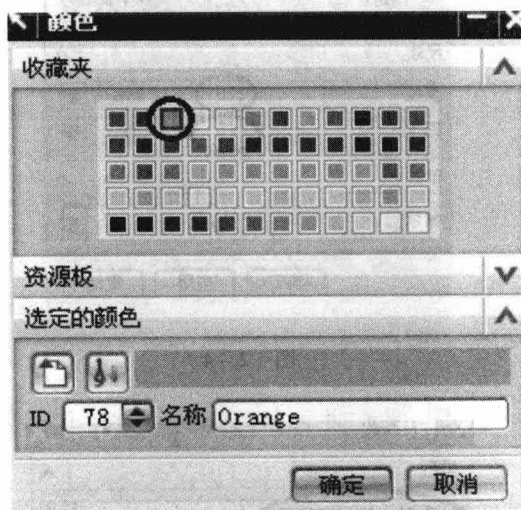 颜色
收藏夹
资源板
选定的颜色
ID 78 名称 Orange
确定 取消